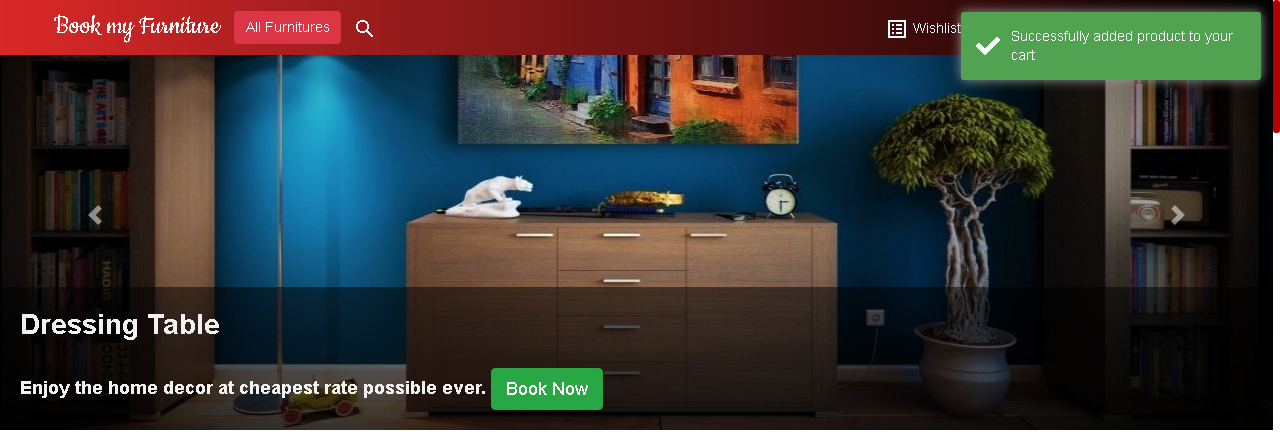 Book my Furniture
All Furnitures
Wishlist
Successfully added product to your
cart
Dressing Table
Enjoy the home decor at cheapest rate possible ever. Book Now